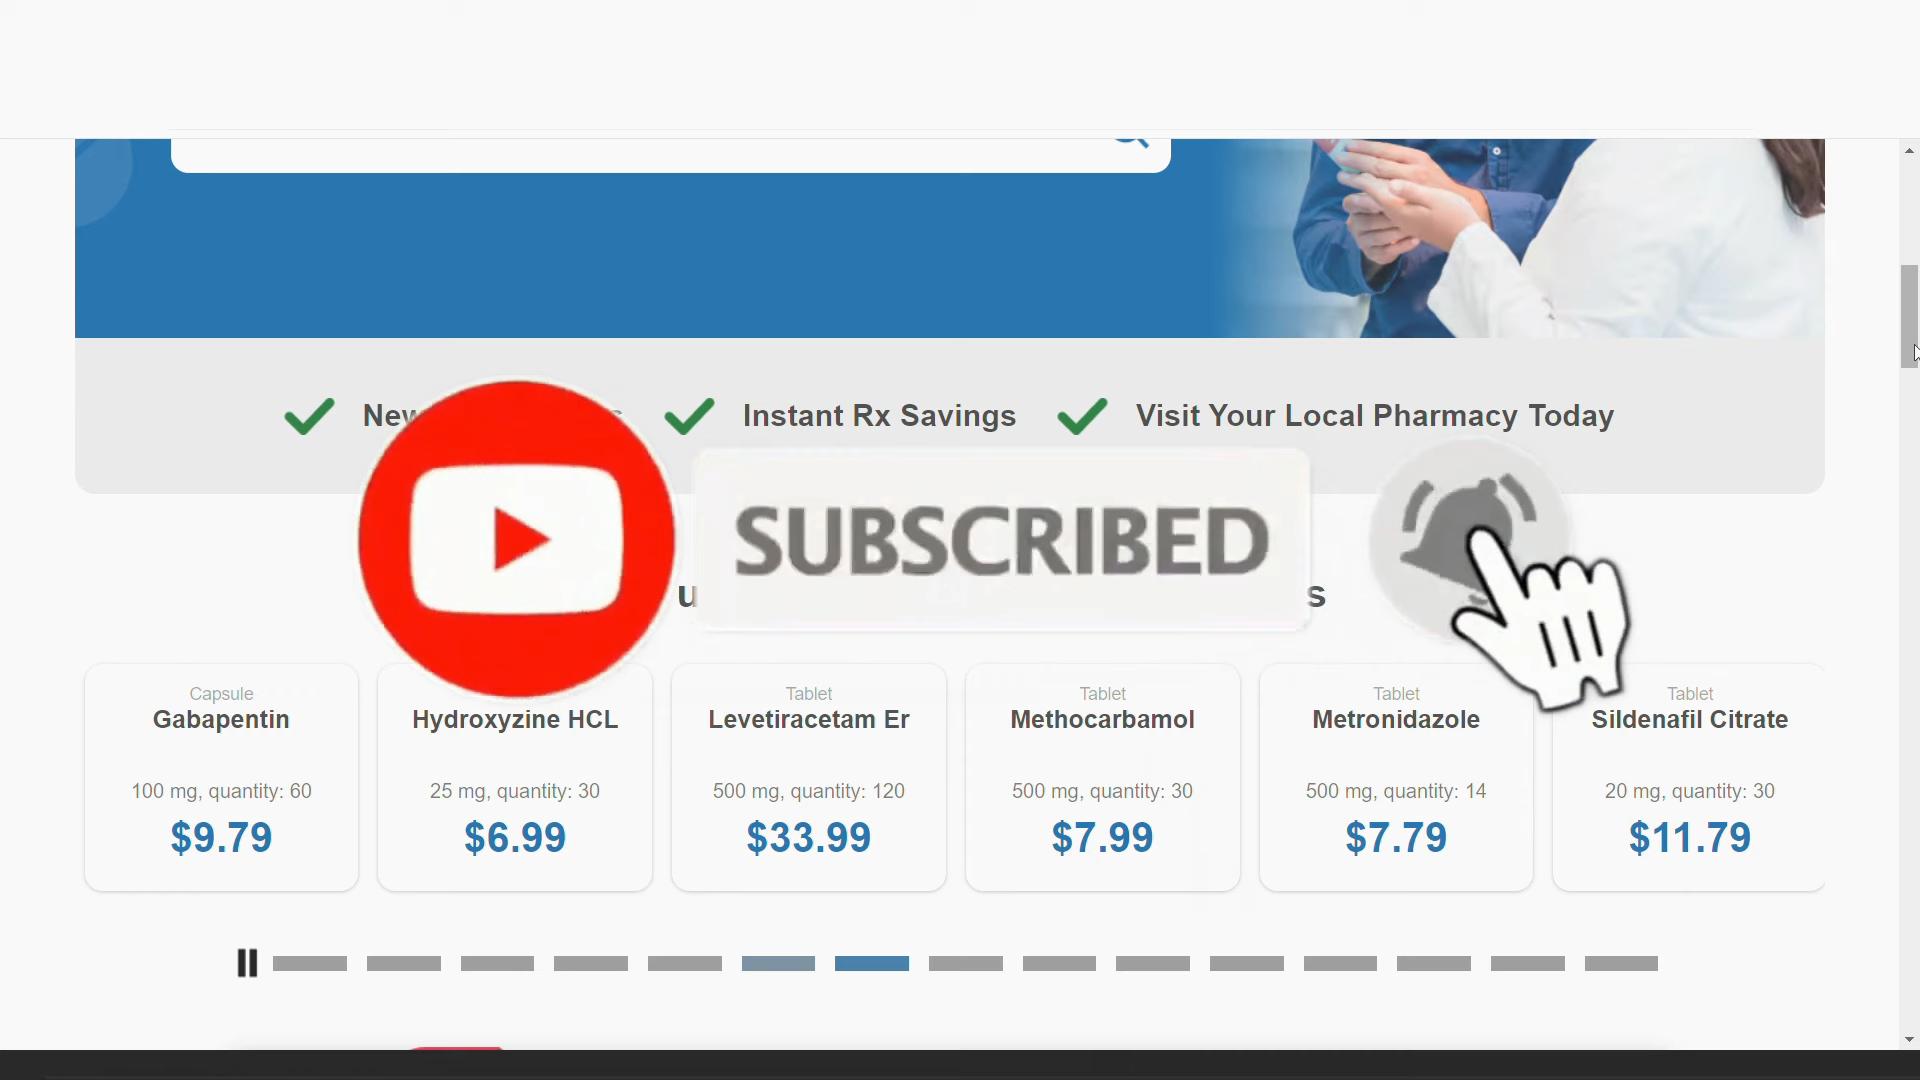 Instant Rx Savings
Visit Your Local Pharmacy Today
SUBSCRIBED
Capsule
Gabapentin
100 mg, quantity: 60
$9.79
Hydroxyzine HCL
25 mg, quantity: 30
$6.99
Tablet
Levetiracetam Er
500 mg, quantity: 120
$33.99
Tablet
Methocarbamol
500 mg, quantity: 30
$7.99
Tablet
Metronidazole
500 mg, quantity: 14
$7.79
Tablet
Sildenafil Citrate
20 mg, quantity: 30
$11.79